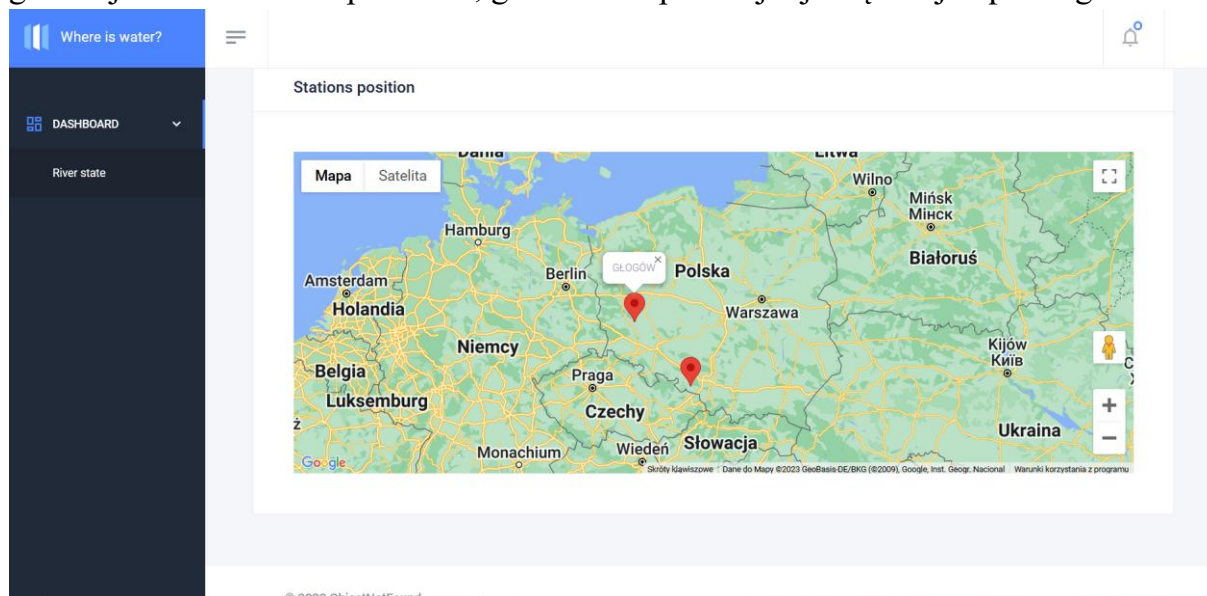 Where is water?
Stations position
DASHBOARD
River state
Mapa Satelita
Dania
Litwa
Wilno
Mińsk
Мінск
Hamburg
Białoruś
Berlin
GŁOGÓW
Polska
Amsterdam
Holandia
Warszawa
Niemcy
Kijów
Київ
Belgia
Praga
Luksemburg
Czechy
Ukraina
Monachium
Wiedeń
Słowacja
Google
Skróty klawiszowe Dane do Mapy ©2023 GeoBasis-DE/BKG (©2009), Google, Inst. Geogr. Nacional Warunki korzystania z programu